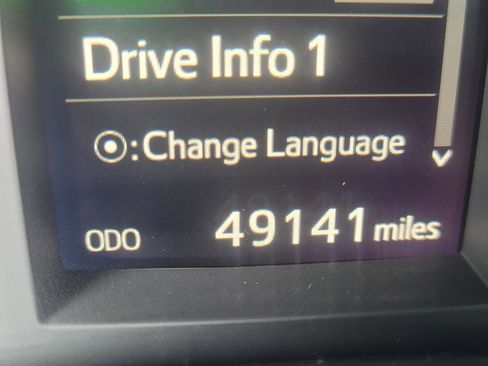 Drive Info 1
⦿:Change Language
ODO 49141 miles